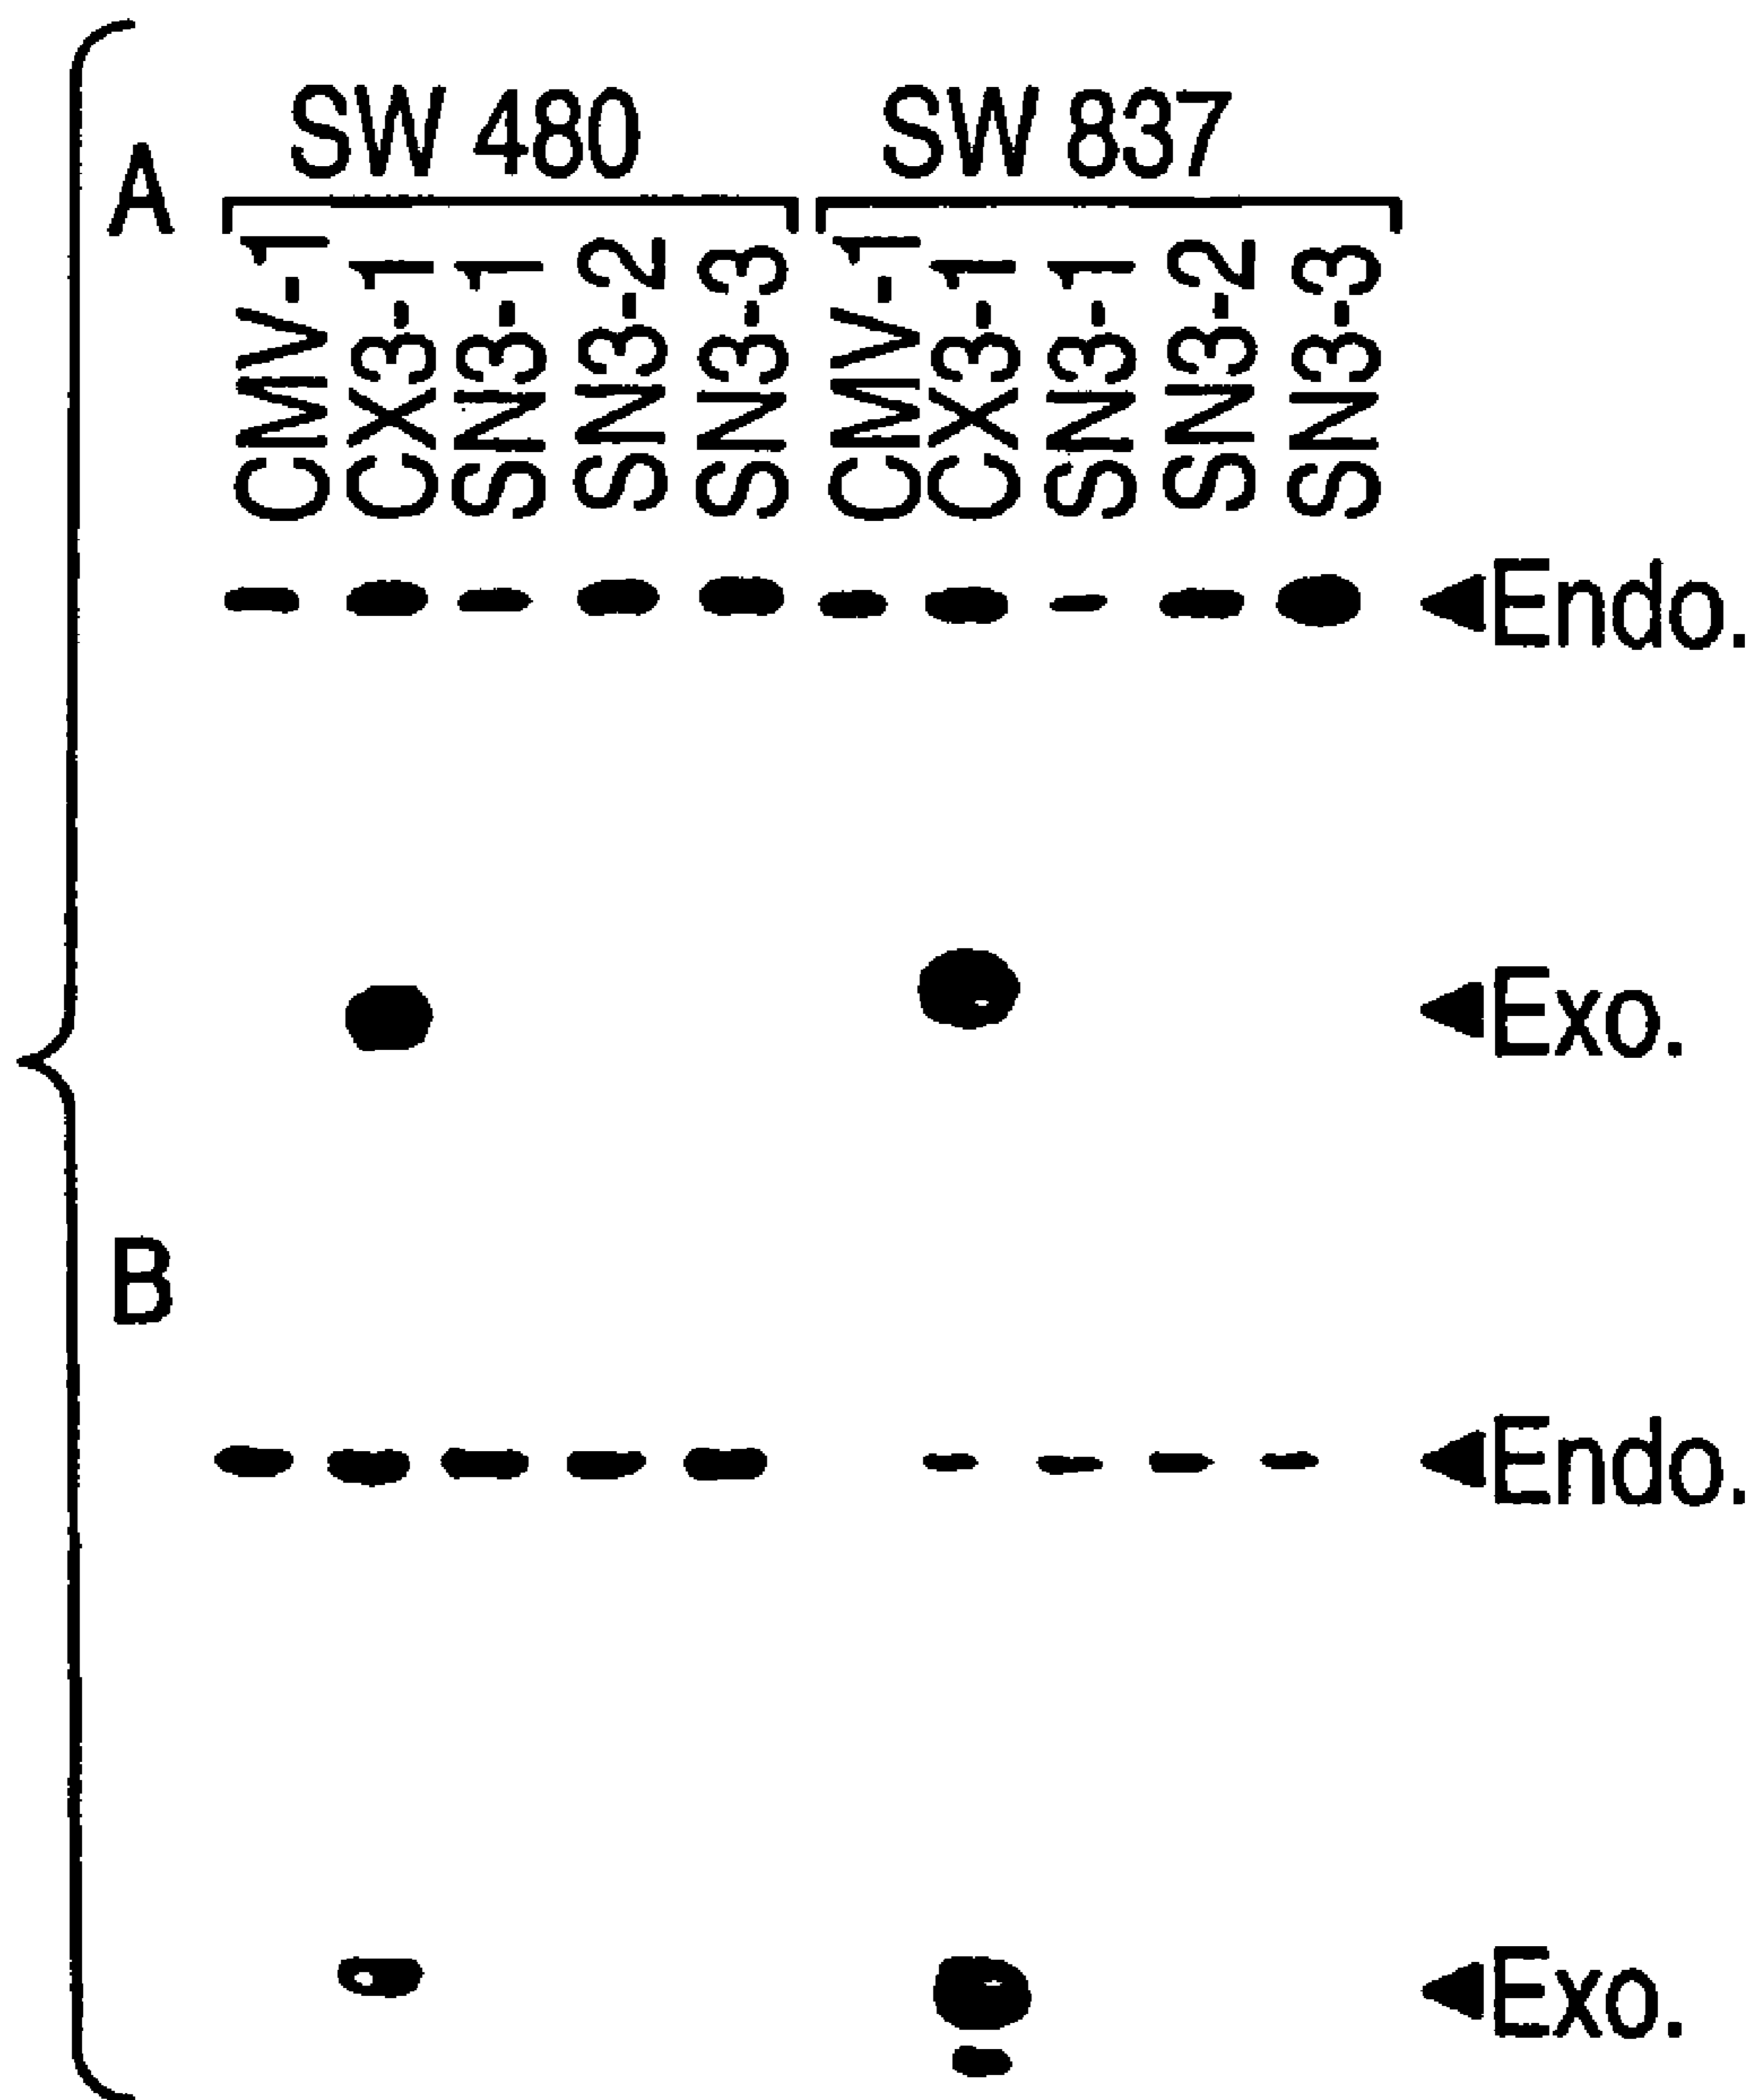 A
SW 480 SW 837
CMV-1 CX3-1 SN3-1 SN3-2 SN3-3 CMV-1 CX3-1 SN3-1 SN3-2 SN3-3
Endo.
Exo.
B
Endo.
Exo.